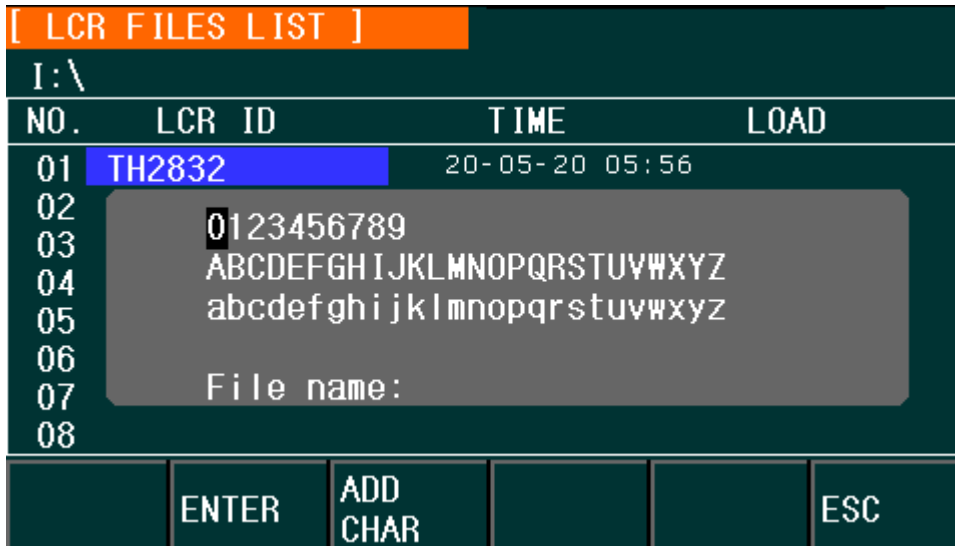 [ LCR FILES LIST ]
I:\
NO. LCR ID TIME LOAD
01 TH2832 20-05-20 05:56
02
0123456789
03
ABCDEFGHIJKLMNOPQRSTUVWXYZ
04
abcdefghijklmnopqrstuvwxyz
05
06
07 File name:
08
ENTER
ADD
CHAR
ESC